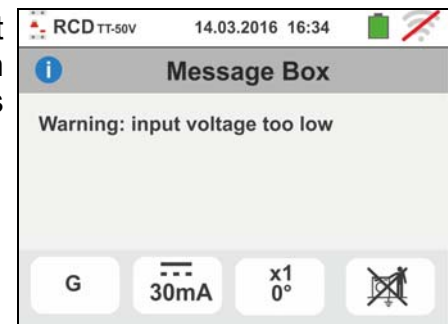 t
n
s
RCD TT-50V 14.03.2016 16:34
i Message Box
Warning: input voltage too low
G 30mA x1 0°